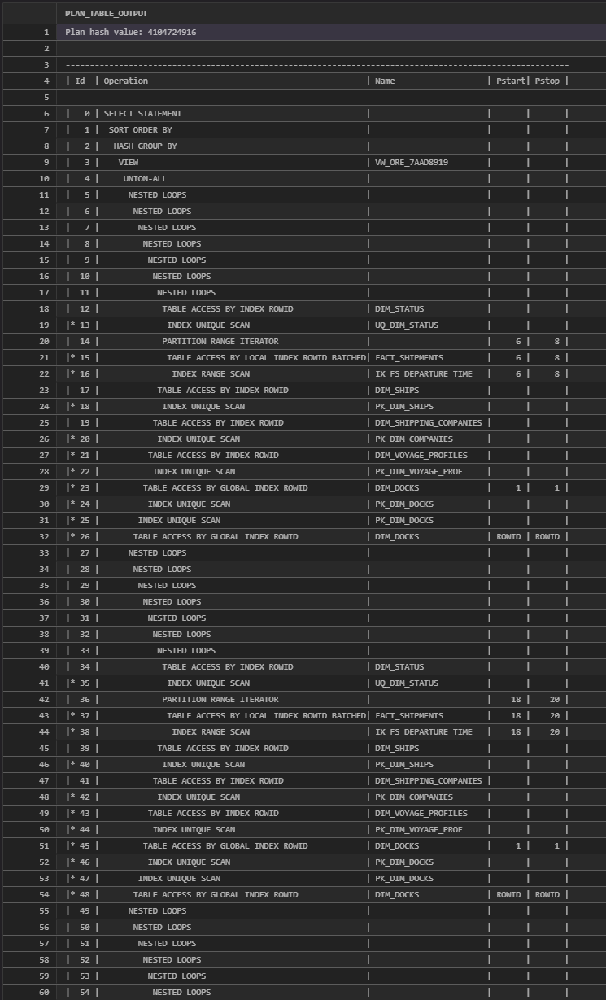 PLAN_TABLE_OUTPUT
1 Plan hash value: 4104724916
2
3 --------------------------------------------------------------------------------------------------------
4 | Id  | Operation                                              | Name                   | Pstart| Pstop |
5 --------------------------------------------------------------------------------------------------------
6 |   0 | SELECT STATEMENT                                       |                        |       |       |
7 |   1 |  SORT ORDER BY                                         |                        |       |       |
8 |   2 |   HASH GROUP BY                                        |                        |       |       |
9 |   3 |    VIEW                                                | VW_ORE_7AAD8919        |       |       |
10 |   4 |     UNION-ALL                                          |                        |       |       |
11 |   5 |      NESTED LOOPS                                      |                        |       |       |
12 |   6 |       NESTED LOOPS                                     |                        |       |       |
13 |   7 |        NESTED LOOPS                                    |                        |       |       |
14 |   8 |         NESTED LOOPS                                   |                        |       |       |
15 |   9 |          NESTED LOOPS                                  |                        |       |       |
16 |  10 |           NESTED LOOPS                                 |                        |       |       |
17 |  11 |            NESTED LOOPS                                |                        |       |       |
18 |  12 |             TABLE ACCESS BY INDEX ROWID                | DIM_STATUS             |       |       |
19 |* 13 |              INDEX UNIQUE SCAN                         | UQ_DIM_STATUS          |       |       |
20 |  14 |             PARTITION RANGE ITERATOR                   |                        |     6 |     8 |
21 |* 15 |              TABLE ACCESS BY LOCAL INDEX ROWID BATCHED| FACT_SHIPMENTS         |     6 |     8 |
22 |* 16 |               INDEX RANGE SCAN                         | IX_FS_DEPARTURE_TIME   |     6 |     8 |
23 |  17 |            TABLE ACCESS BY INDEX ROWID                 | DIM_SHIPS              |       |       |
24 |* 18 |             INDEX UNIQUE SCAN                          | PK_DIM_SHIPS           |       |       |
25 |  19 |           TABLE ACCESS BY INDEX ROWID                  | DIM_SHIPPING_COMPANIES |       |       |
26 |* 20 |            INDEX UNIQUE SCAN                           | PK_DIM_COMPANIES       |       |       |
27 |* 21 |          TABLE ACCESS BY INDEX ROWID                   | DIM_VOYAGE_PROFILES    |       |       |
28 |* 22 |           INDEX UNIQUE SCAN                            | PK_DIM_VOYAGE_PROF     |       |       |
29 |* 23 |         TABLE ACCESS BY GLOBAL INDEX ROWID             | DIM_DOCKS              |     1 |     1 |
30 |* 24 |          INDEX UNIQUE SCAN                             | PK_DIM_DOCKS           |       |       |
31 |* 25 |        INDEX UNIQUE SCAN                               | PK_DIM_DOCKS           |       |       |
32 |* 26 |       TABLE ACCESS BY GLOBAL INDEX ROWID               | DIM_DOCKS              | ROWID | ROWID |
33 |  27 |      NESTED LOOPS                                      |                        |       |       |
34 |  28 |       NESTED LOOPS                                     |                        |       |       |
35 |  29 |        NESTED LOOPS                                    |                        |       |       |
36 |  30 |         NESTED LOOPS                                   |                        |       |       |
37 |  31 |          NESTED LOOPS                                  |                        |       |       |
38 |  32 |           NESTED LOOPS                                 |                        |       |       |
39 |  33 |            NESTED LOOPS                                |                        |       |       |
40 |  34 |             TABLE ACCESS BY INDEX ROWID                | DIM_STATUS             |       |       |
41 |* 35 |              INDEX UNIQUE SCAN                         | UQ_DIM_STATUS          |       |       |
42 |  36 |             PARTITION RANGE ITERATOR                   |                        |    18 |    20 |
43 |* 37 |              TABLE ACCESS BY LOCAL INDEX ROWID BATCHED| FACT_SHIPMENTS         |    18 |    20 |
44 |* 38 |               INDEX RANGE SCAN                         | IX_FS_DEPARTURE_TIME   |    18 |    20 |
45 |  39 |            TABLE ACCESS BY INDEX ROWID                 | DIM_SHIPS              |       |       |
46 |* 40 |             INDEX UNIQUE SCAN                          | PK_DIM_SHIPS           |       |       |
47 |  41 |           TABLE ACCESS BY INDEX ROWID                  | DIM_SHIPPING_COMPANIES |       |       |
48 |* 42 |            INDEX UNIQUE SCAN                           | PK_DIM_COMPANIES       |       |       |
49 |* 43 |          TABLE ACCESS BY INDEX ROWID                   | DIM_VOYAGE_PROFILES    |       |       |
50 |* 44 |           INDEX UNIQUE SCAN                            | PK_DIM_VOYAGE_PROF     |       |       |
51 |* 45 |         TABLE ACCESS BY GLOBAL INDEX ROWID             | DIM_DOCKS              |     1 |     1 |
52 |* 46 |          INDEX UNIQUE SCAN                             | PK_DIM_DOCKS           |       |       |
53 |* 47 |        INDEX UNIQUE SCAN                               | PK_DIM_DOCKS           |       |       |
54 |* 48 |       TABLE ACCESS BY GLOBAL INDEX ROWID               | DIM_DOCKS              | ROWID | ROWID |
55 |  49 |      NESTED LOOPS                                      |                        |       |       |
56 |  50 |       NESTED LOOPS                                     |                        |       |       |
57 |  51 |        NESTED LOOPS                                    |                        |       |       |
58 |  52 |         NESTED LOOPS                                   |                        |       |       |
59 |  53 |          NESTED LOOPS                                  |                        |       |       |
60 |  54 |           NESTED LOOPS                                 |                        |       |       |